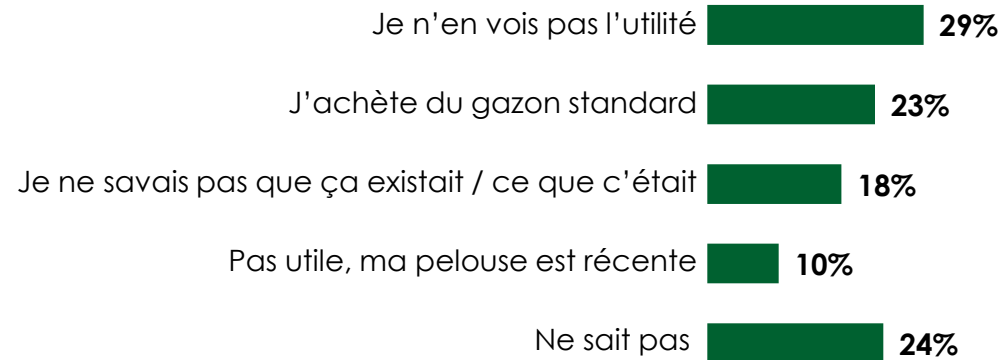 Je n’en vois pas l’utilité 29%
J’achète du gazon standard 23%
Je ne savais pas que ça existait / ce que c’était 18%
Pas utile, ma pelouse est récente 10%
Ne sait pas 24%